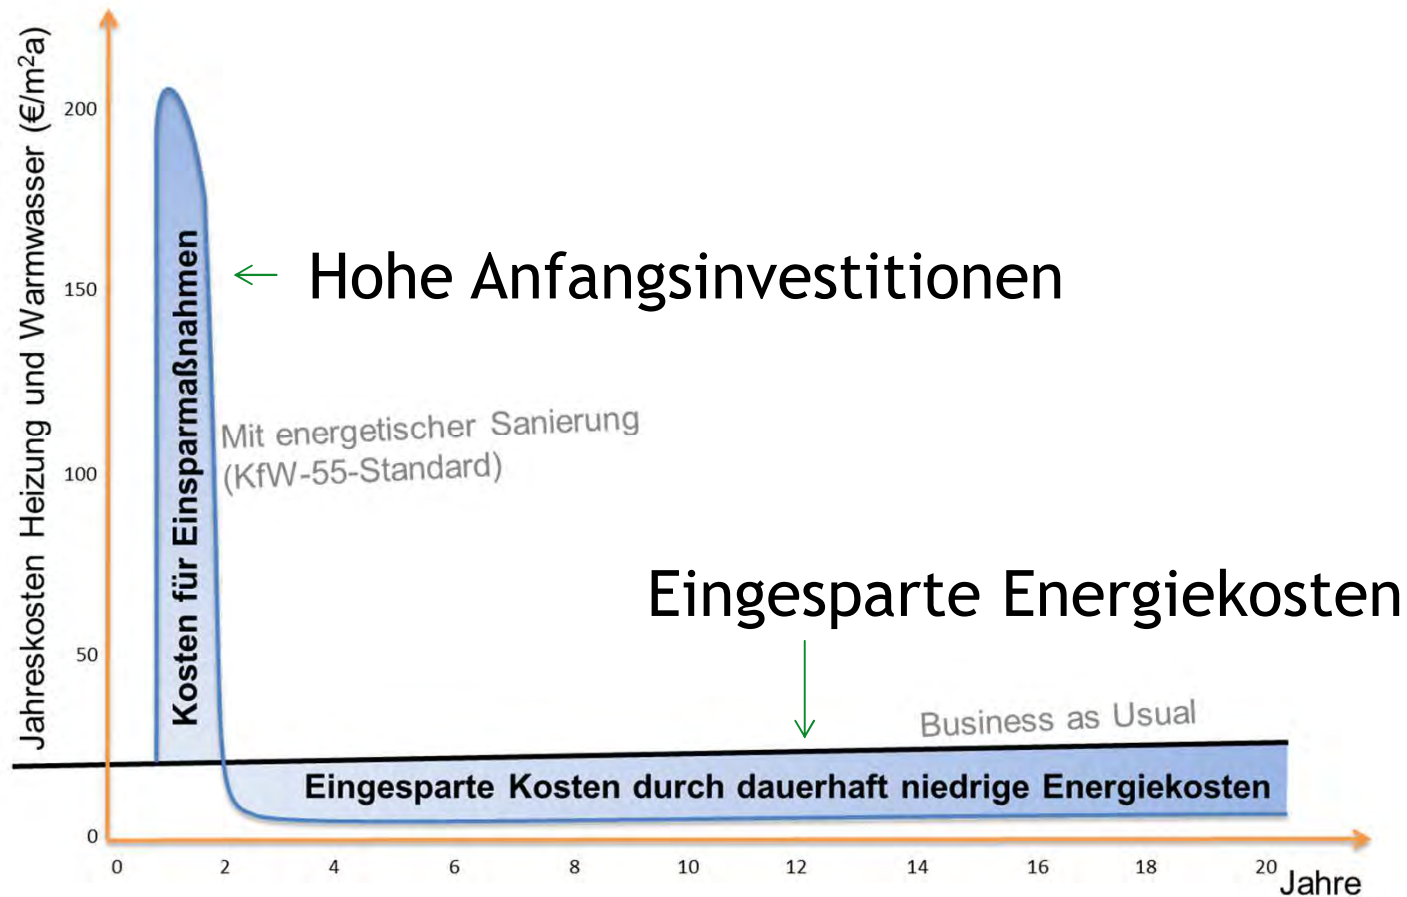 Jahreskosten Heizung und Warmwasser (€/m²a)
200
150
100
50
0
Kosten für Einsparmaßnahmen
Hohe Anfangsinvestitionen
Mit energetischer Sanierung
(KfW-55-Standard)
Eingesparte Energiekosten
Business as Usual
Eingesparte Kosten durch dauerhaft niedrige Energiekosten
0 2 4 6 8 10 12 14 16 18 20
Jahre